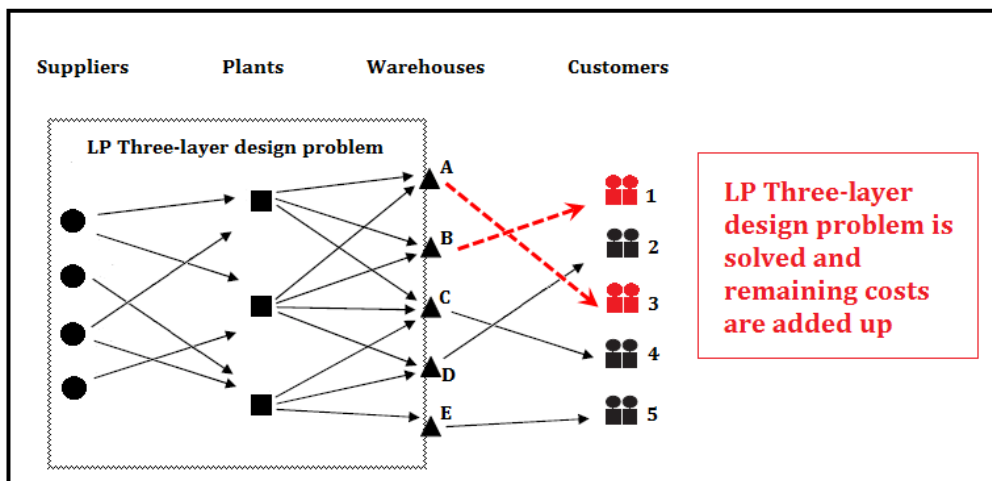 Suppliers Plants Warehouses Customers
LP Three-layer design problem
A
B
C
D
E
1
2
3
4
5
LP Three-layer
design problem is
solved and
remaining costs
are added up